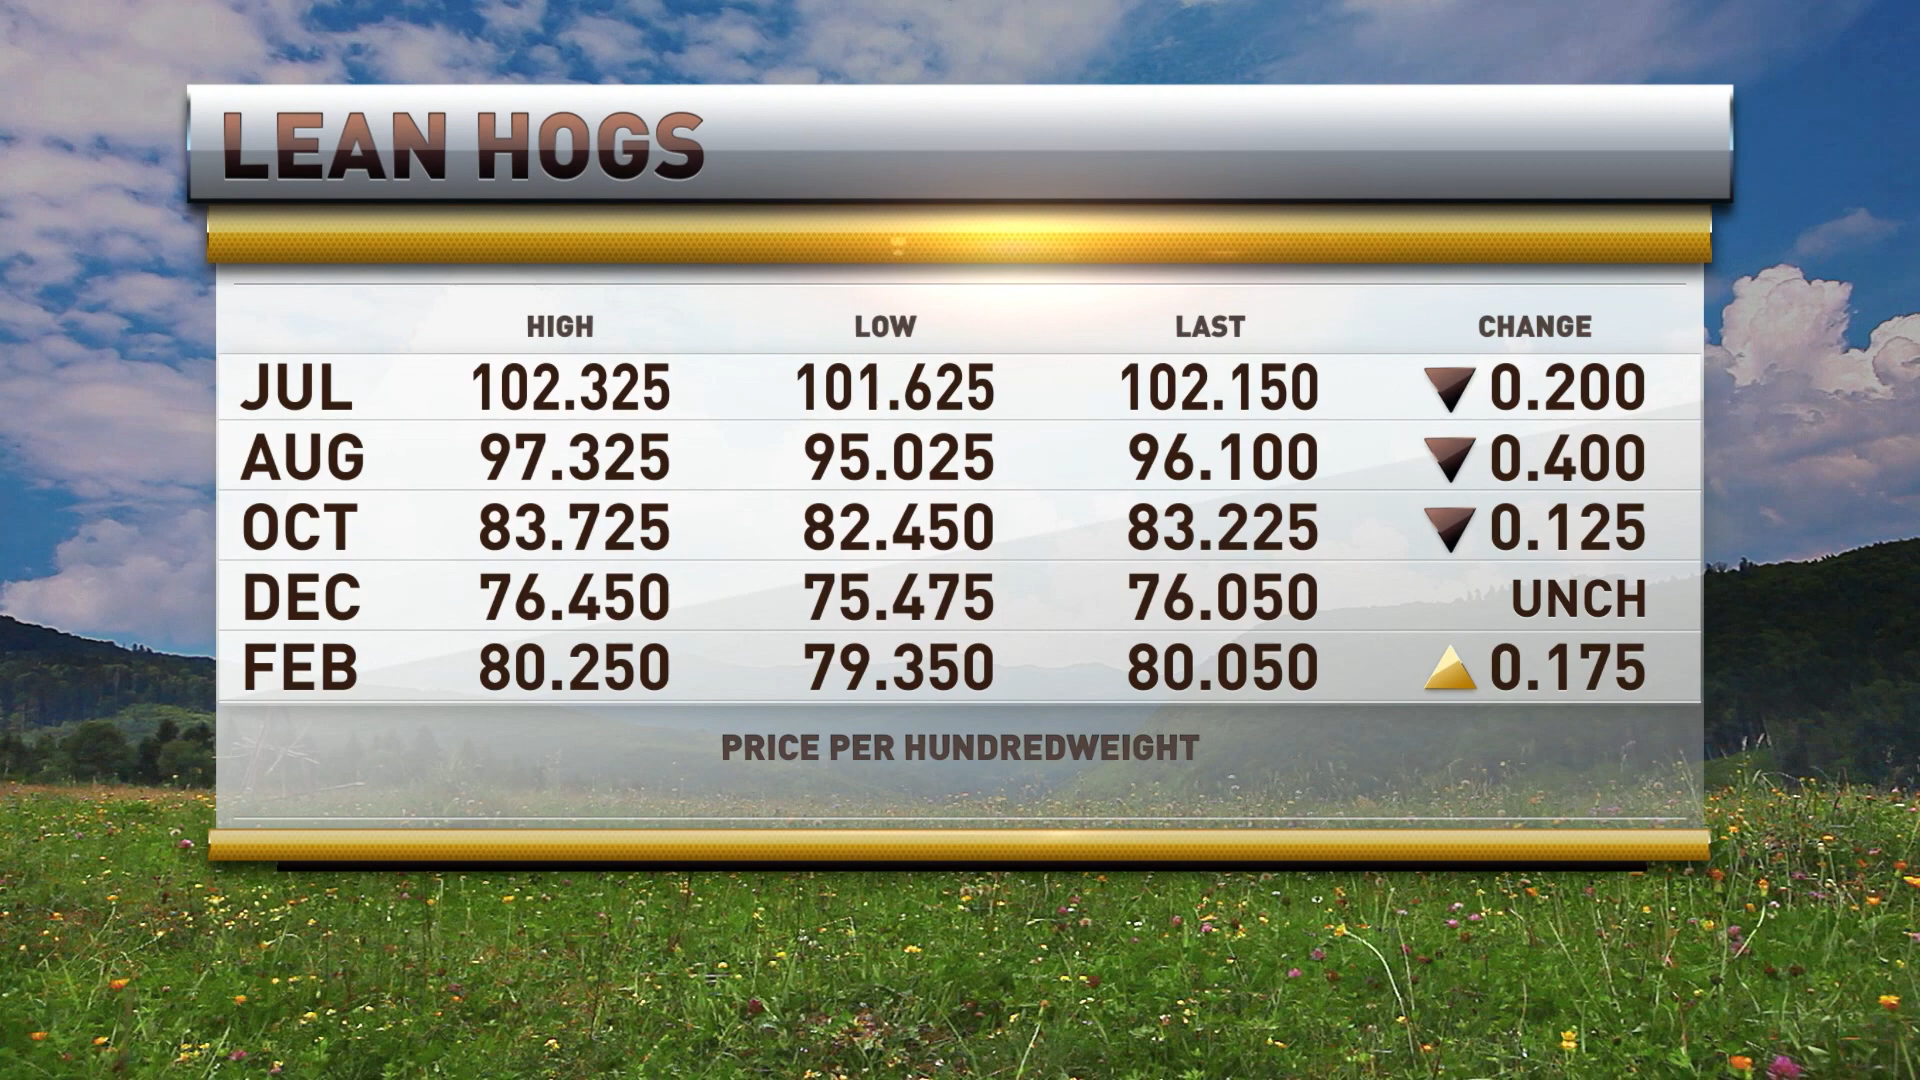 LEAN HOGS
HIGH LOW LAST CHANGE
JUL 102.325 101.625 102.150 ▼ 0.200
AUG 97.325 95.025 96.100 ▼ 0.400
OCT 83.725 82.450 83.225 ▼ 0.125
DEC 76.450 75.475 76.050 UNCH
FEB 80.250 79.350 80.050 ▲ 0.175
PRICE PER HUNDREDWEIGHT